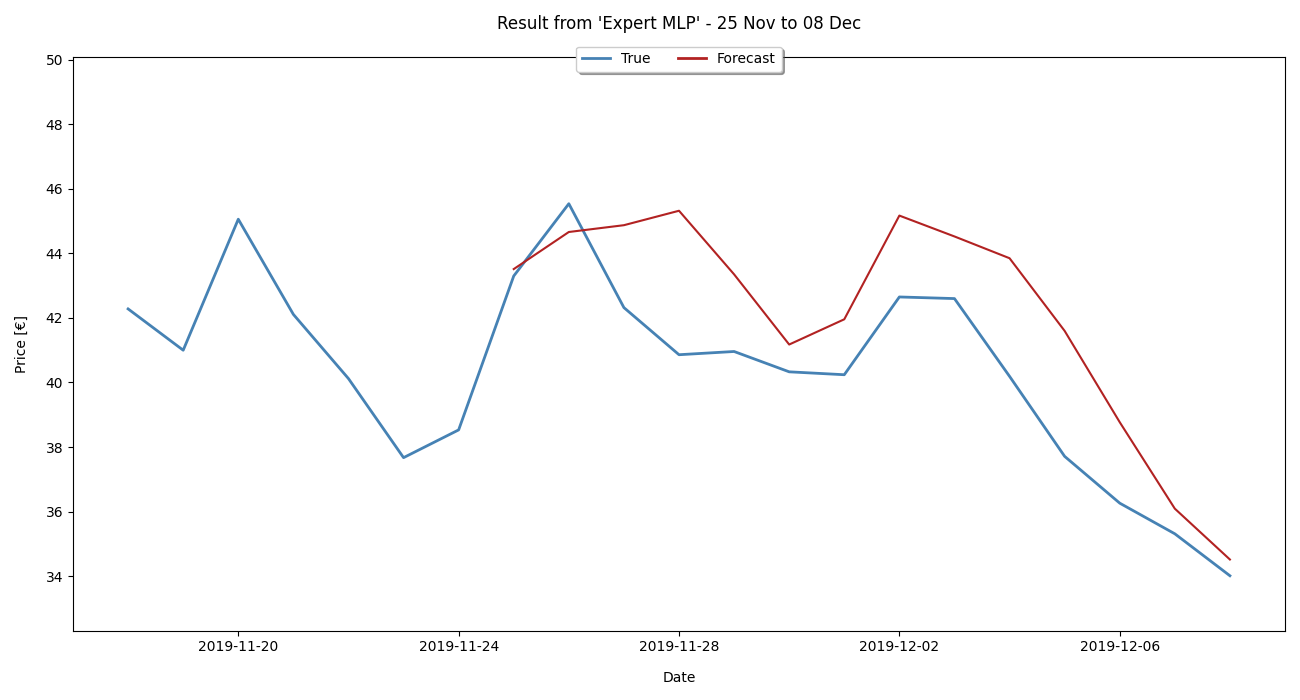 Result from 'Expert MLP' - 25 Nov to 08 Dec
True Forecast
50
48
46
44
42
40
38
36
34
Price [€]
2019-11-20 2019-11-24 2019-11-28 2019-12-02 2019-12-06
Date